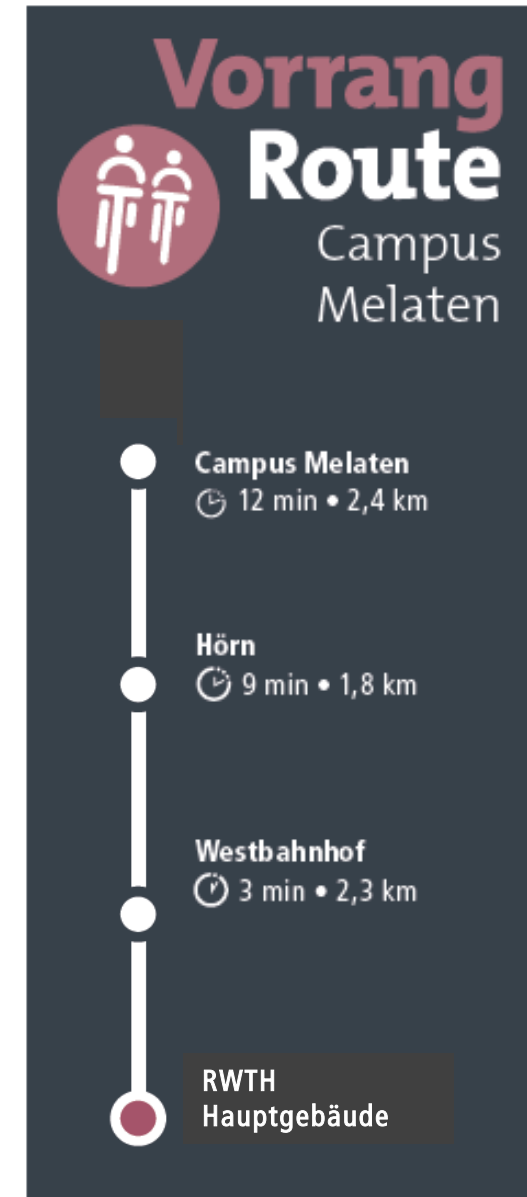 Vorrang
Route
Campus
Melaten
Campus Melaten
12 min • 2,4 km
Hörn
9 min • 1,8 km
Westbahnhof
3 min • 2,3 km
RWTH
Hauptgebäude